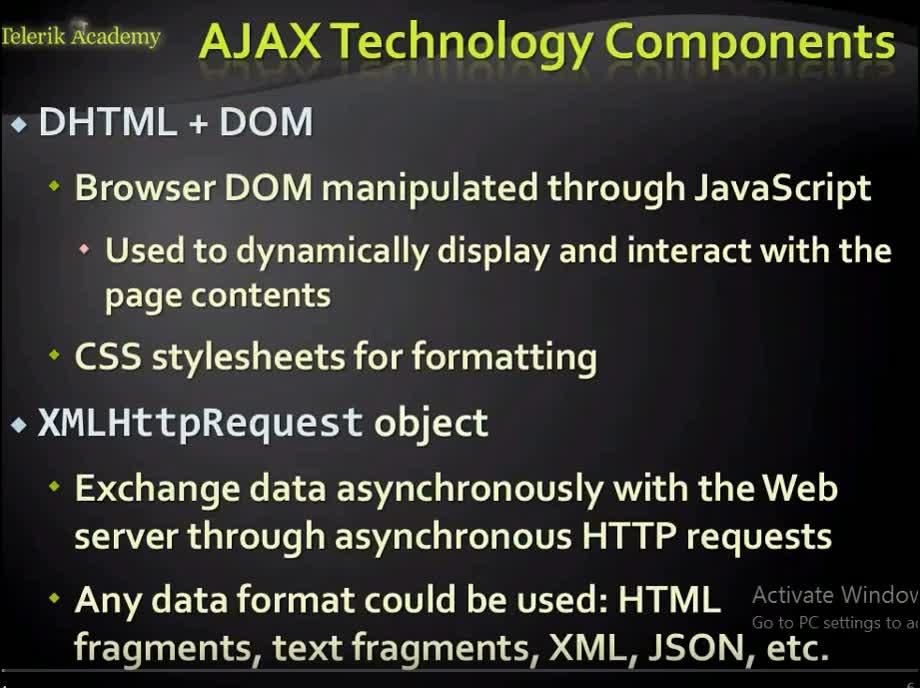 Telerik Academy
AJAX Technology Components
DHTML + DOM
Browser DOM manipulated through JavaScript
Used to dynamically display and interact with the
page contents
CSS stylesheets for formatting
XMLHttpRequest object
Exchange data asynchronously with the Web
server through asynchronous HTTP requests
Any data format could be used: HTML
fragments, text fragments, XML, JSON, etc.
Activate Window
Go to PC settings to a